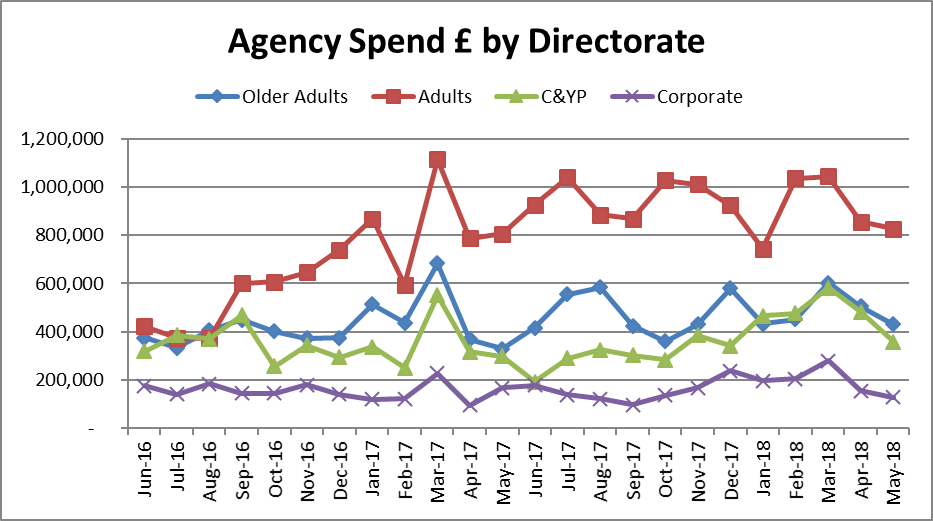 Agency Spend £ by Directorate
Older Adults Adults C&YP Corporate
1,200,000
1,000,000
800,000
600,000
400,000
200,000
-
Jun-16 Jul-16 Aug-16 Sep-16 Oct-16 Nov-16 Dec-16 Jan-17 Feb-17 Mar-17 Apr-17 May-17 Jun-17 Jul-17 Aug-17 Sep-17 Oct-17 Nov-17 Dec-17 Jan-18 Feb-18 Mar-18 Apr-18 May-18